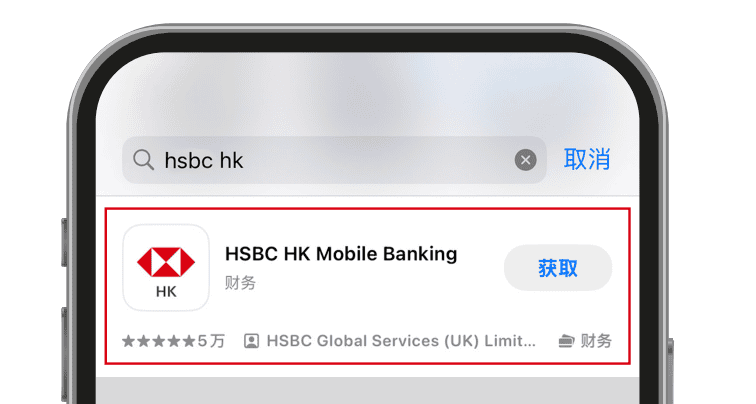 hsbc hk 取消
HSBC HK Mobile Banking
财务
获取
HK
5万 HSBC Global Services (UK) Limit... 财务